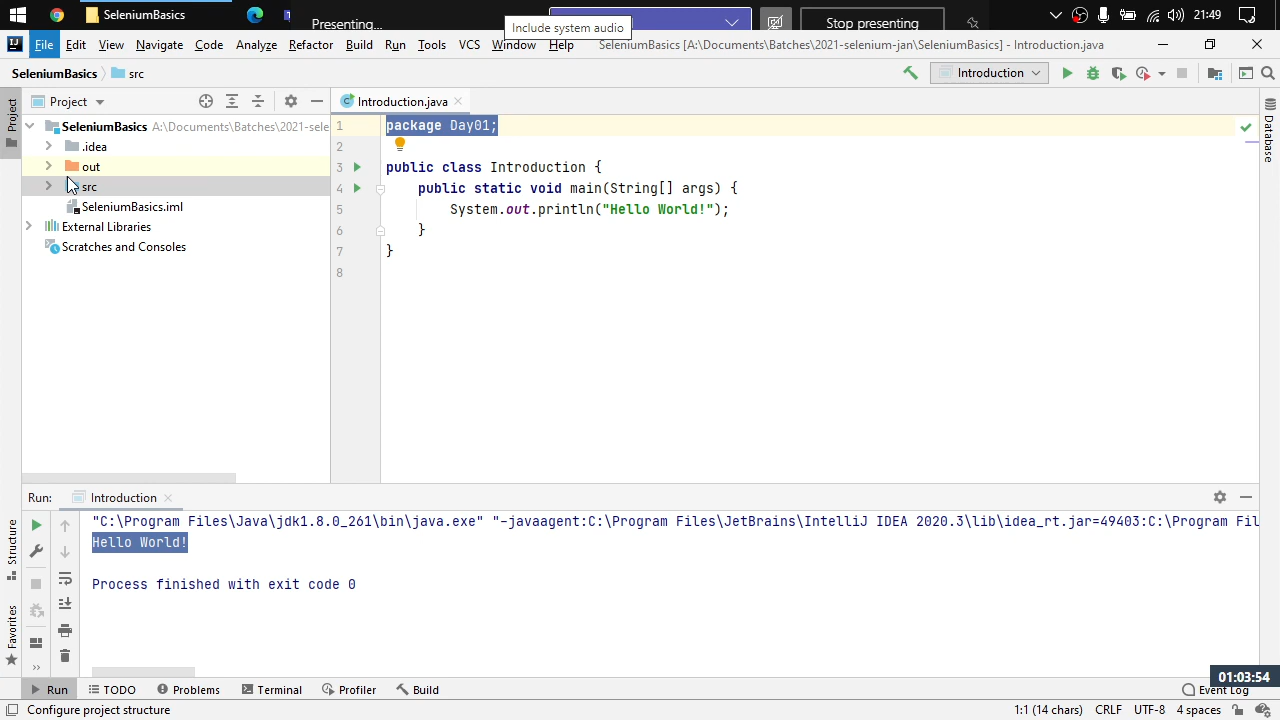 SeleniumBasics
Presenting...
Include system audio
Stop presenting
21:49
File Edit View Navigate Code Analyze Refactor Build Run Tools VCS Window Help SeleniumBasics [A:\Documents\Batches\2021-selenium-jan\SeleniumBasics] - Introduction.java
SeleniumBasics src
Introduction
Project
Introduction.java
SeleniumBasics A:\Documents\Batches\2021-sele
.idea
out
src
SeleniumBasics.iml
External Libraries
Scratches and Consoles
1 package Day01;
2
3 public class Introduction {
4 public static void main(String[] args) {
5 System.out.println("Hello World!");
6 }
7 }
8
Project
Database
Structure
Favorites
Run: Introduction
"C:\Program Files\Java\jdk1.8.0_261\bin\java.exe" "-javaagent:C:\Program Files\JetBrains\IntelliJ IDEA 2020.3\lib\idea_rt.jar=49403:C:\Program Fil
Hello World!
Process finished with exit code 0
01:03:54
Run TODO Problems Terminal Profiler Build Event Log
Configure project structure 1:1 (14 chars) CRLF UTF-8 4 spaces